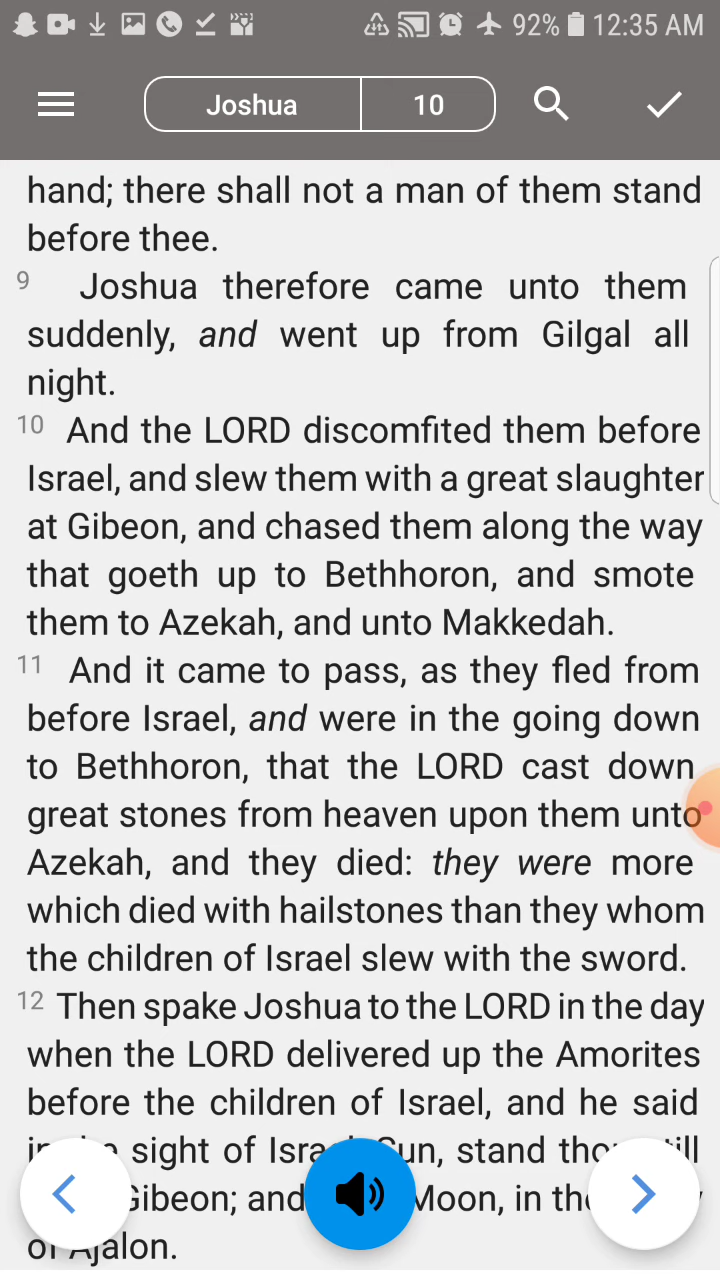 92% 12:35 AM
Joshua 10
hand; there shall not a man of them stand
before thee.
9 Joshua therefore came unto them
suddenly, and went up from Gilgal all
night.
10 And the LORD discomfited them before
Israel, and slew them with a great slaughter
at Gibeon, and chased them along the way
that goeth up to Bethhoron, and smote
them to Azekah, and unto Makkedah.
11 And it came to pass, as they fled from
before Israel, and were in the going down
to Bethhoron, that the LORD cast down
great stones from heaven upon them unto
Azekah, and they died: they were more
which died with hailstones than they whom
the children of Israel slew with the sword.
12 Then spake Joshua to the LORD in the day
when the LORD delivered up the Amorites
before the children of Israel, and he said
sight of stand
Gibeon; and Moon, in
of Ajalon.